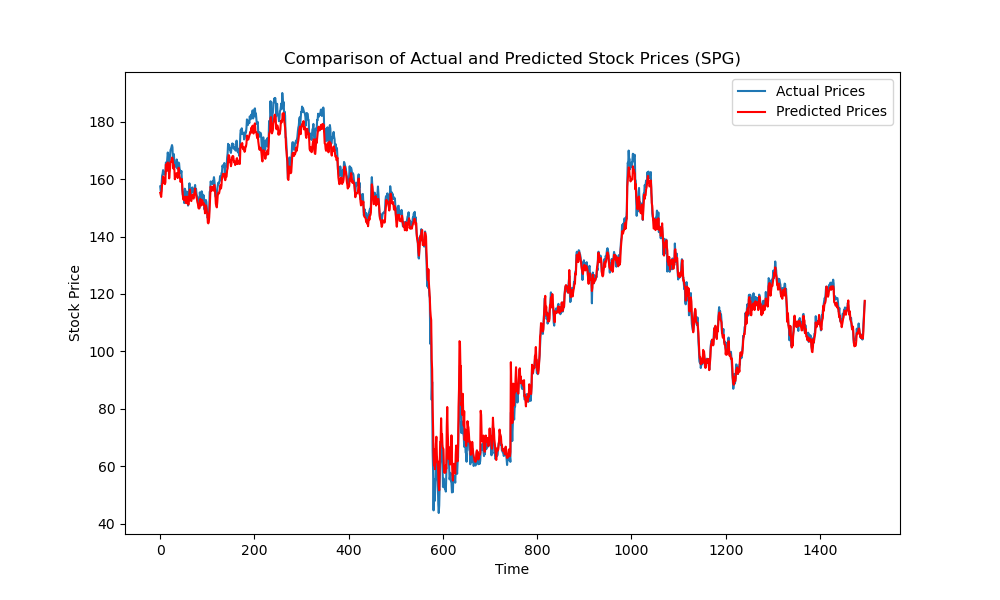 Comparison of Actual and Predicted Stock Prices (SPG)
Actual Prices
Predicted Prices
Stock Price
180
160
140
120
100
80
60
40
0 200 400 600 800 1000 1200 1400
Time